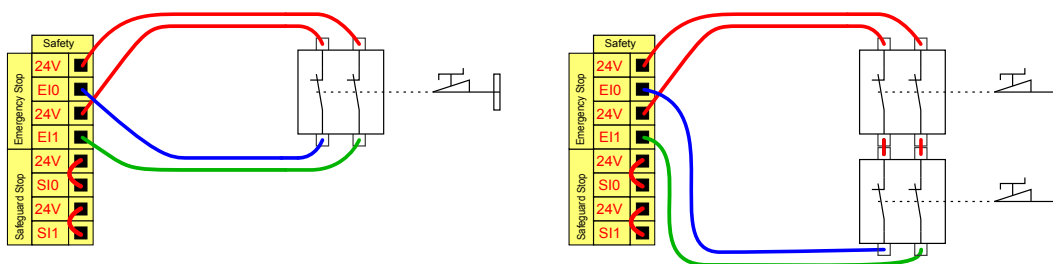 Safety
Emergency Stop
24V
EI0
24V
EI1
Safeguard Stop
24V
SI0
24V
SI1
Safety
Emergency Stop
24V
EI0
24V
EI1
Safeguard Stop
24V
SI0
24V
SI1